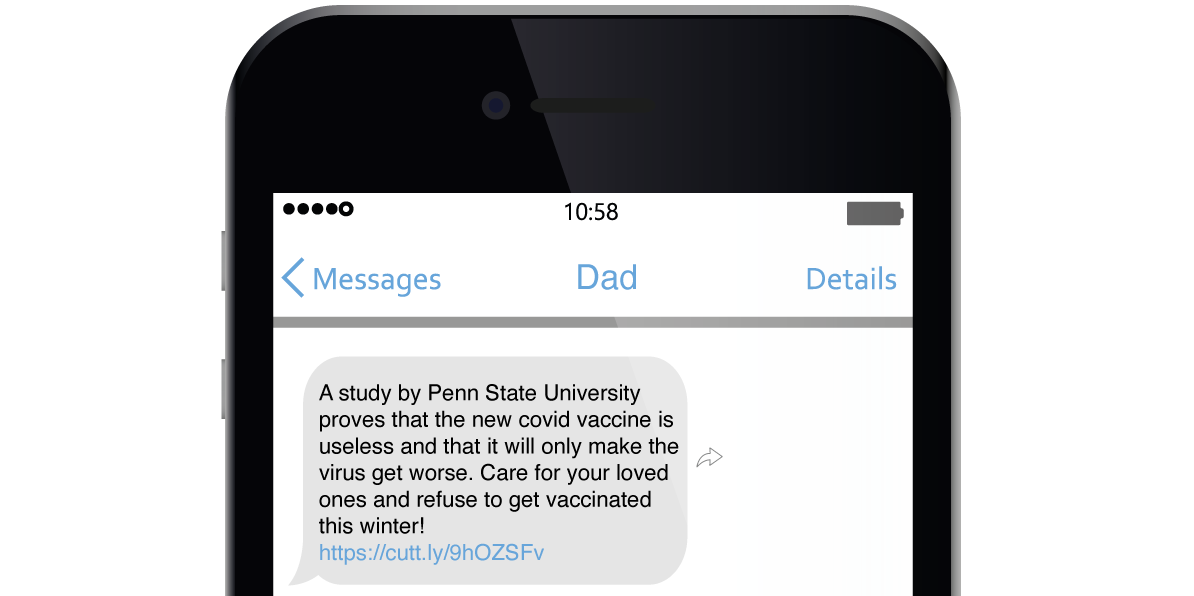 10:58
Messages
Dad
Details
A study by Penn State University
proves that the new covid vaccine is
useless and that it will only make the
virus get worse. Care for your loved
ones and refuse to get vaccinated
this winter!
https://cutt.ly/9hOZSFv